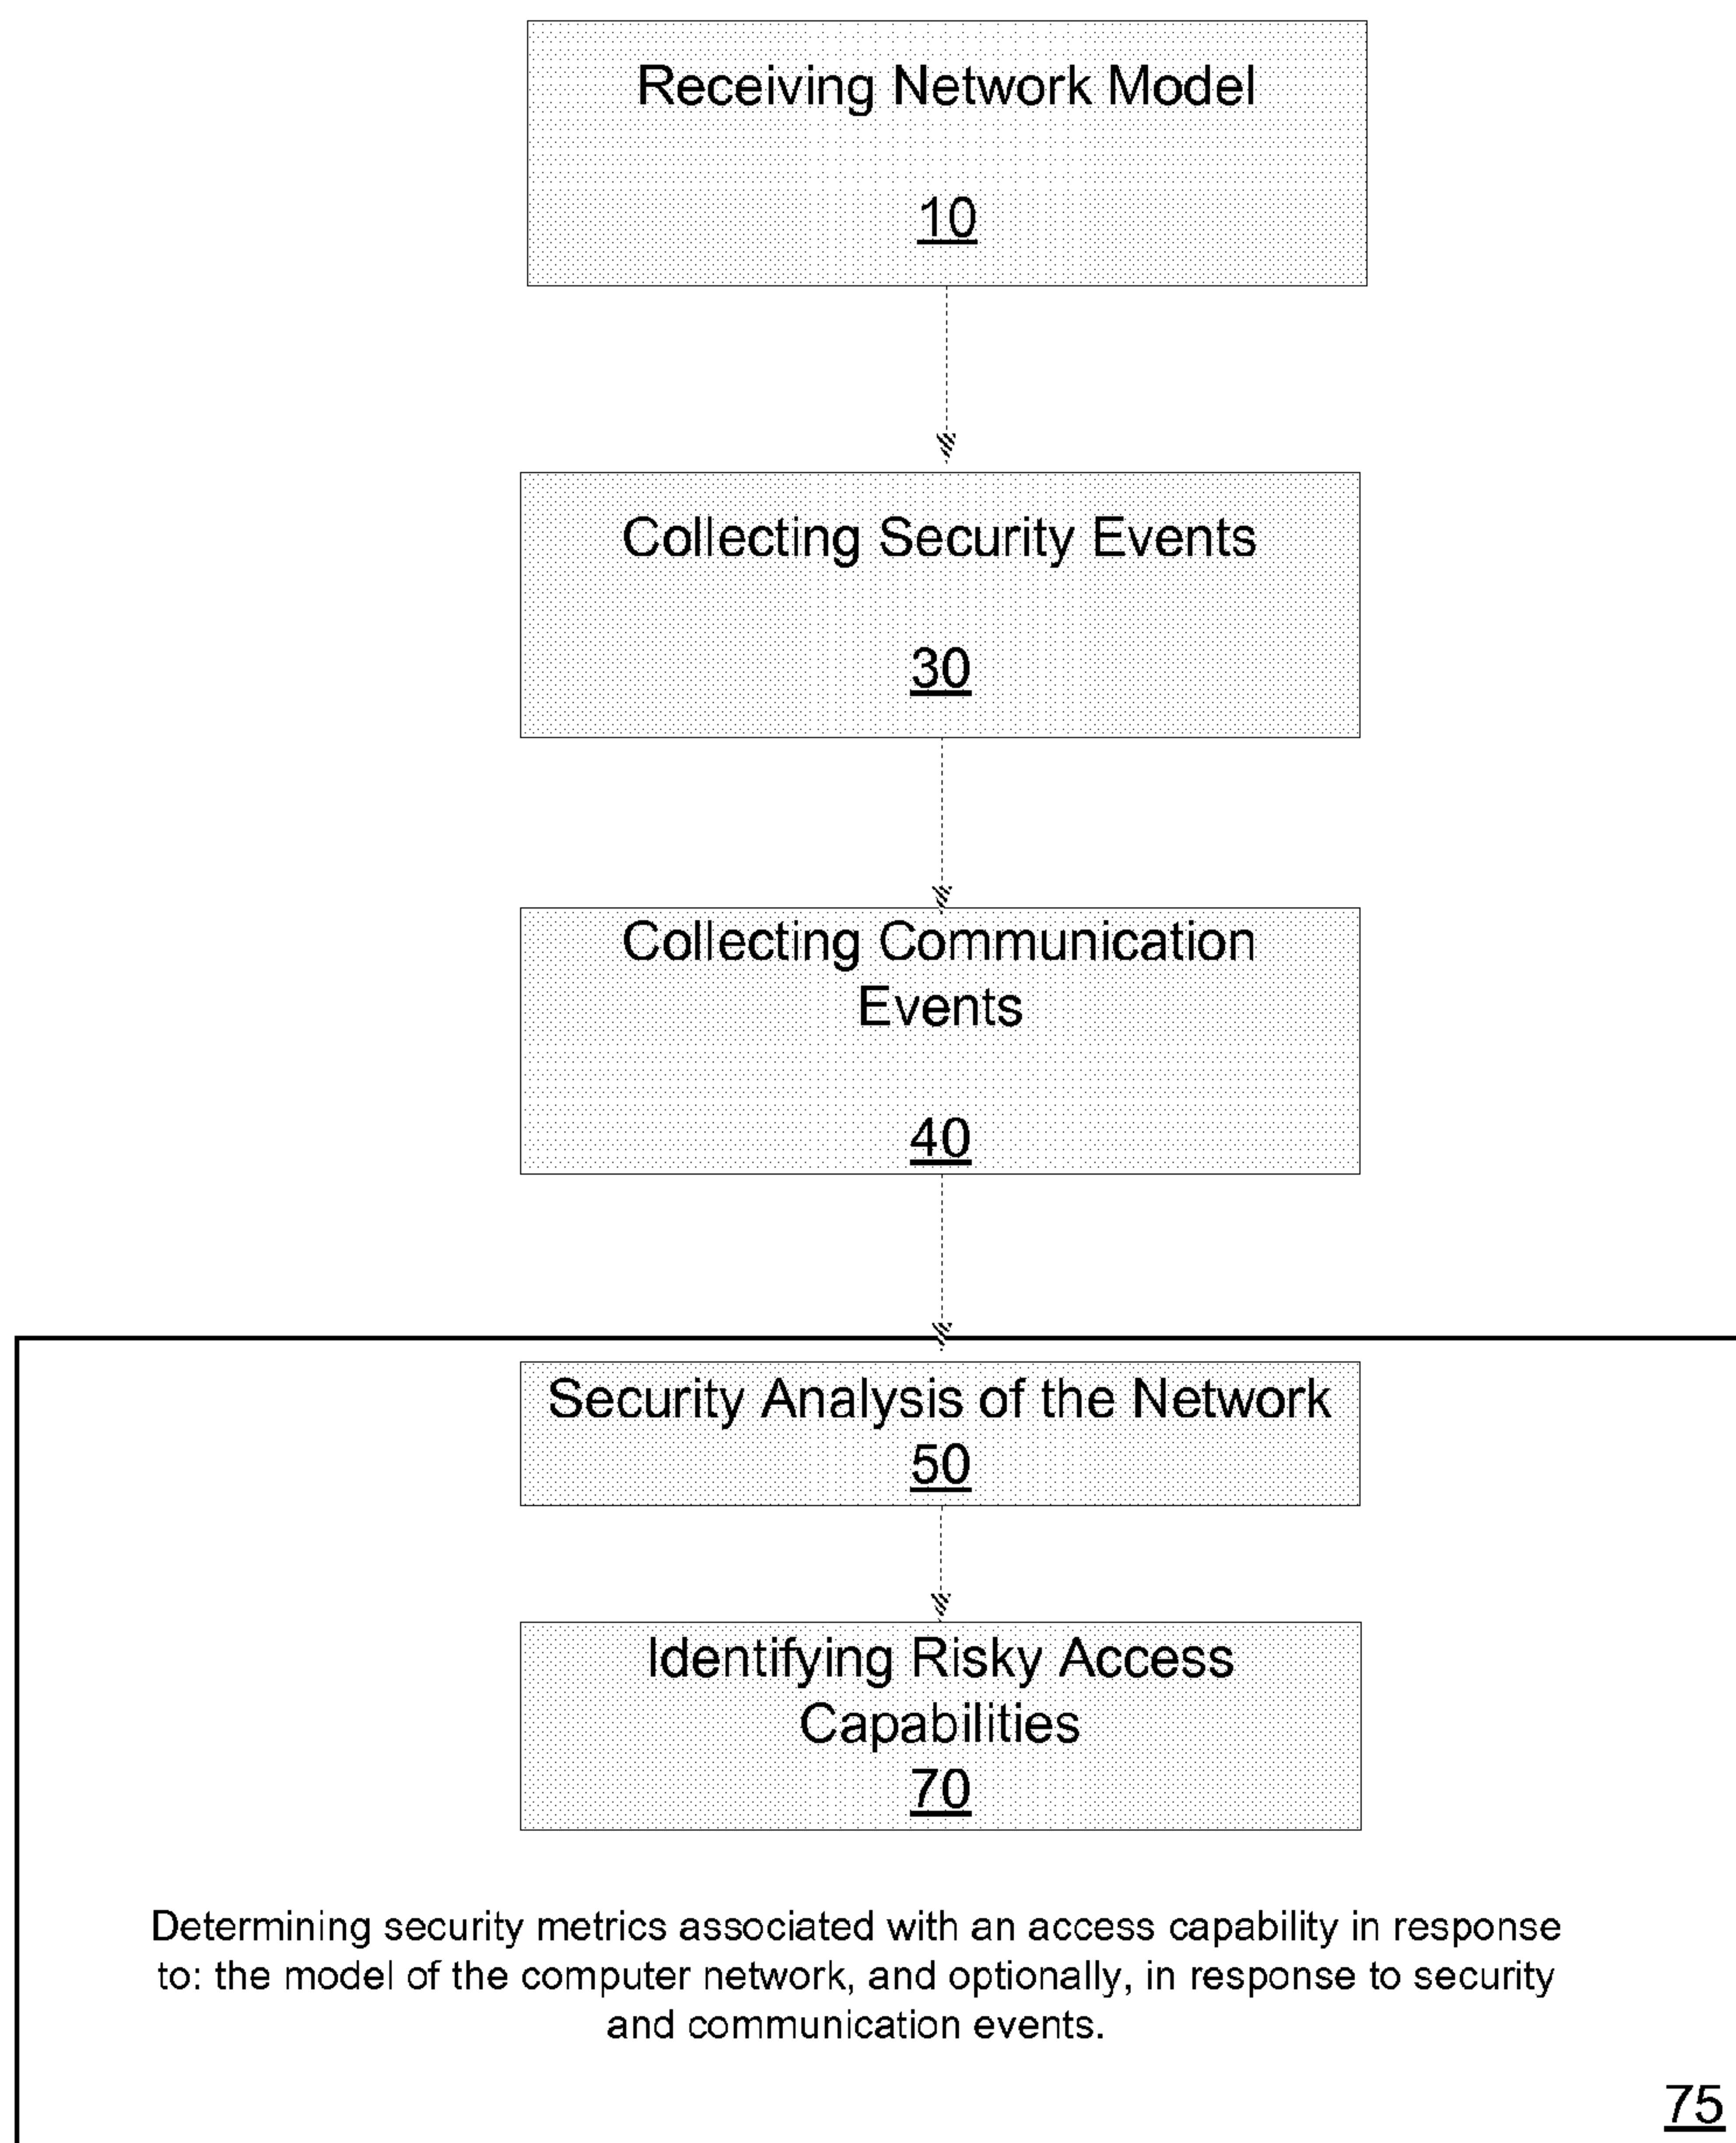 Receiving Network Model
10
Collecting Security Events
30
Collecting Communication
Events
40
Security Analysis of the Network
50
Identifying Risky Access
Capabilities
70
Determining security metrics associated with an access capability in response
to: the model of the computer network, and optionally, in response to security
and communication events.
75